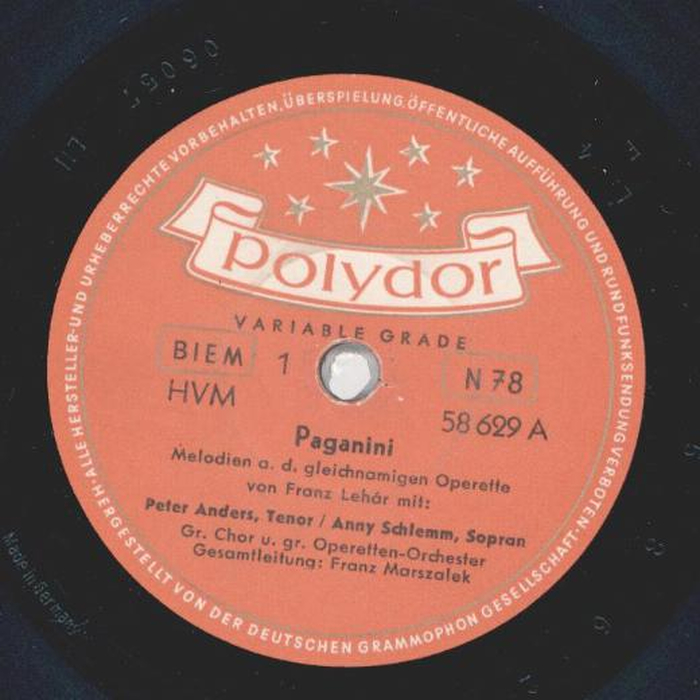 ALLE HERSTELLER-UND URHEBERRECHTE VORBEHALTEN.ÜBERSPIELUNG.ÖFFENTLICHE AUFFÜHRUNG UND RUNDFUNKSENDUNG VERBOTEN.
polydor
VARIABLE GRADE
BIEM 1 N 78
HVM 58 629 A
Paganini
Melodien a. d. gleichnamigen Operette
von Franz Lehár mit:
Peter Anders, Tenor / Anny Schlemm, Sopran
Gr. Chor u. gr. Operetten-Orchester
Gesamtleitung: Franz Marszalek
HERGESTELLT VON DER DEUTSCHEN GRAMMOPHON GESELLSCHAFT.
Made in Germany